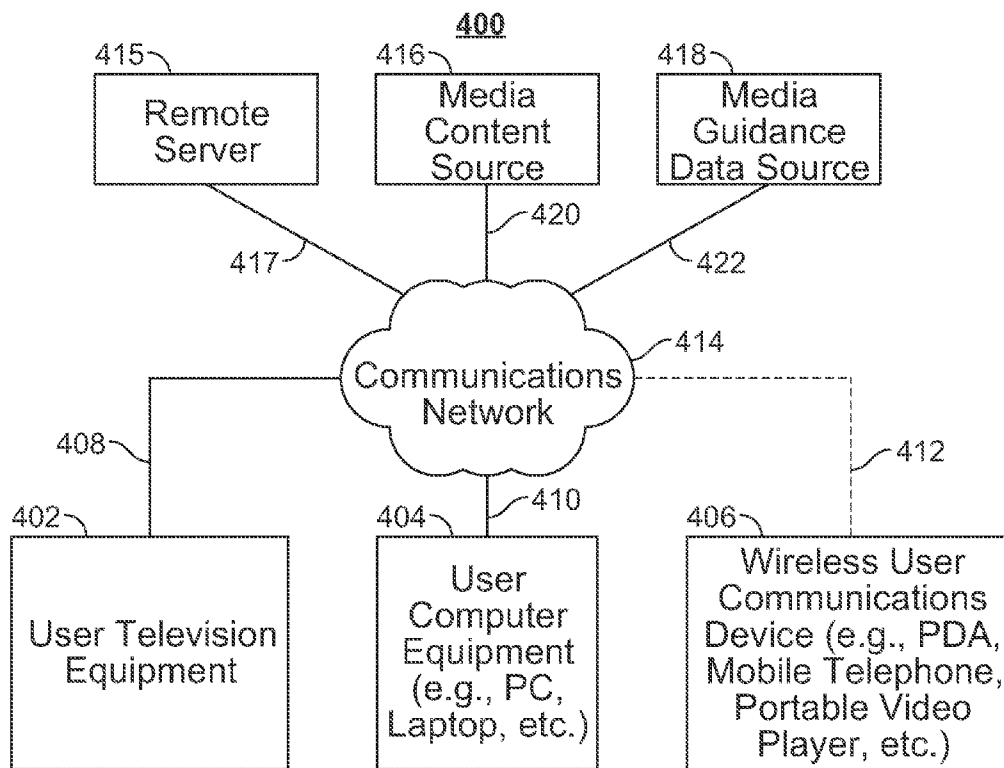 400
415
Remote
Server
416
Media
Content
Source
418
Media
Guidance
Data Source
417
420
422
414
Communications
Network
408
410
412
402
User Television
Equipment
404
User
Computer
Equipment
(e.g., PC,
Laptop, etc.)
406
Wireless User
Communications
Device (e.g., PDA,
Mobile Telephone,
Portable Video
Player, etc.)